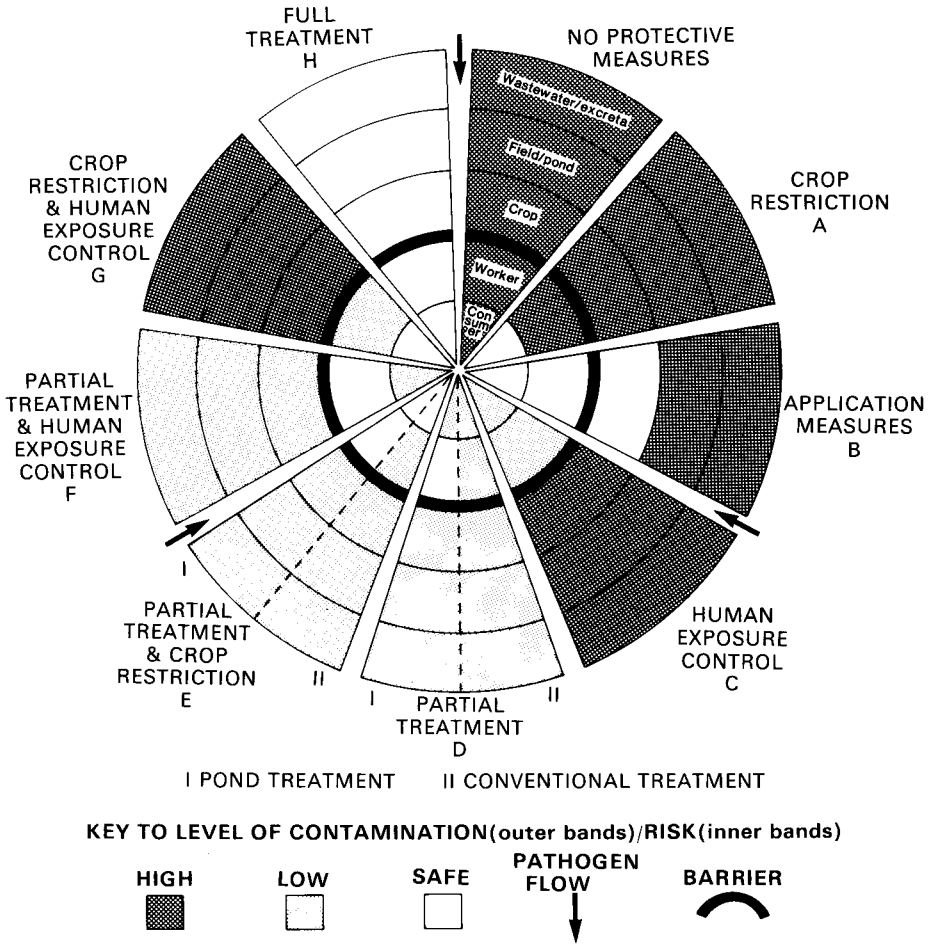 FULL
TREATMENT
H
NO PROTECTIVE
MEASURES
Wastewater/excreta
Field/pond
Crop
Worker
Con
sum
er
CROP
RESTRICTION
A
APPLICATION
MEASURES
B
HUMAN
EXPOSURE
CONTROL
C
I
II
PARTIAL
TREATMENT
D
I
II
PARTIAL
TREATMENT
& CROP
RESTRICTION
E
PARTIAL
TREATMENT
& HUMAN
EXPOSURE
CONTROL
F
CROP
RESTRICTION
& HUMAN
EXPOSURE
CONTROL
G
I POND TREATMENT II CONVENTIONAL TREATMENT
KEY TO LEVEL OF CONTAMINATION(outer bands)/RISK(inner bands)
HIGH
LOW
SAFE
PATHOGEN
FLOW
BARRIER